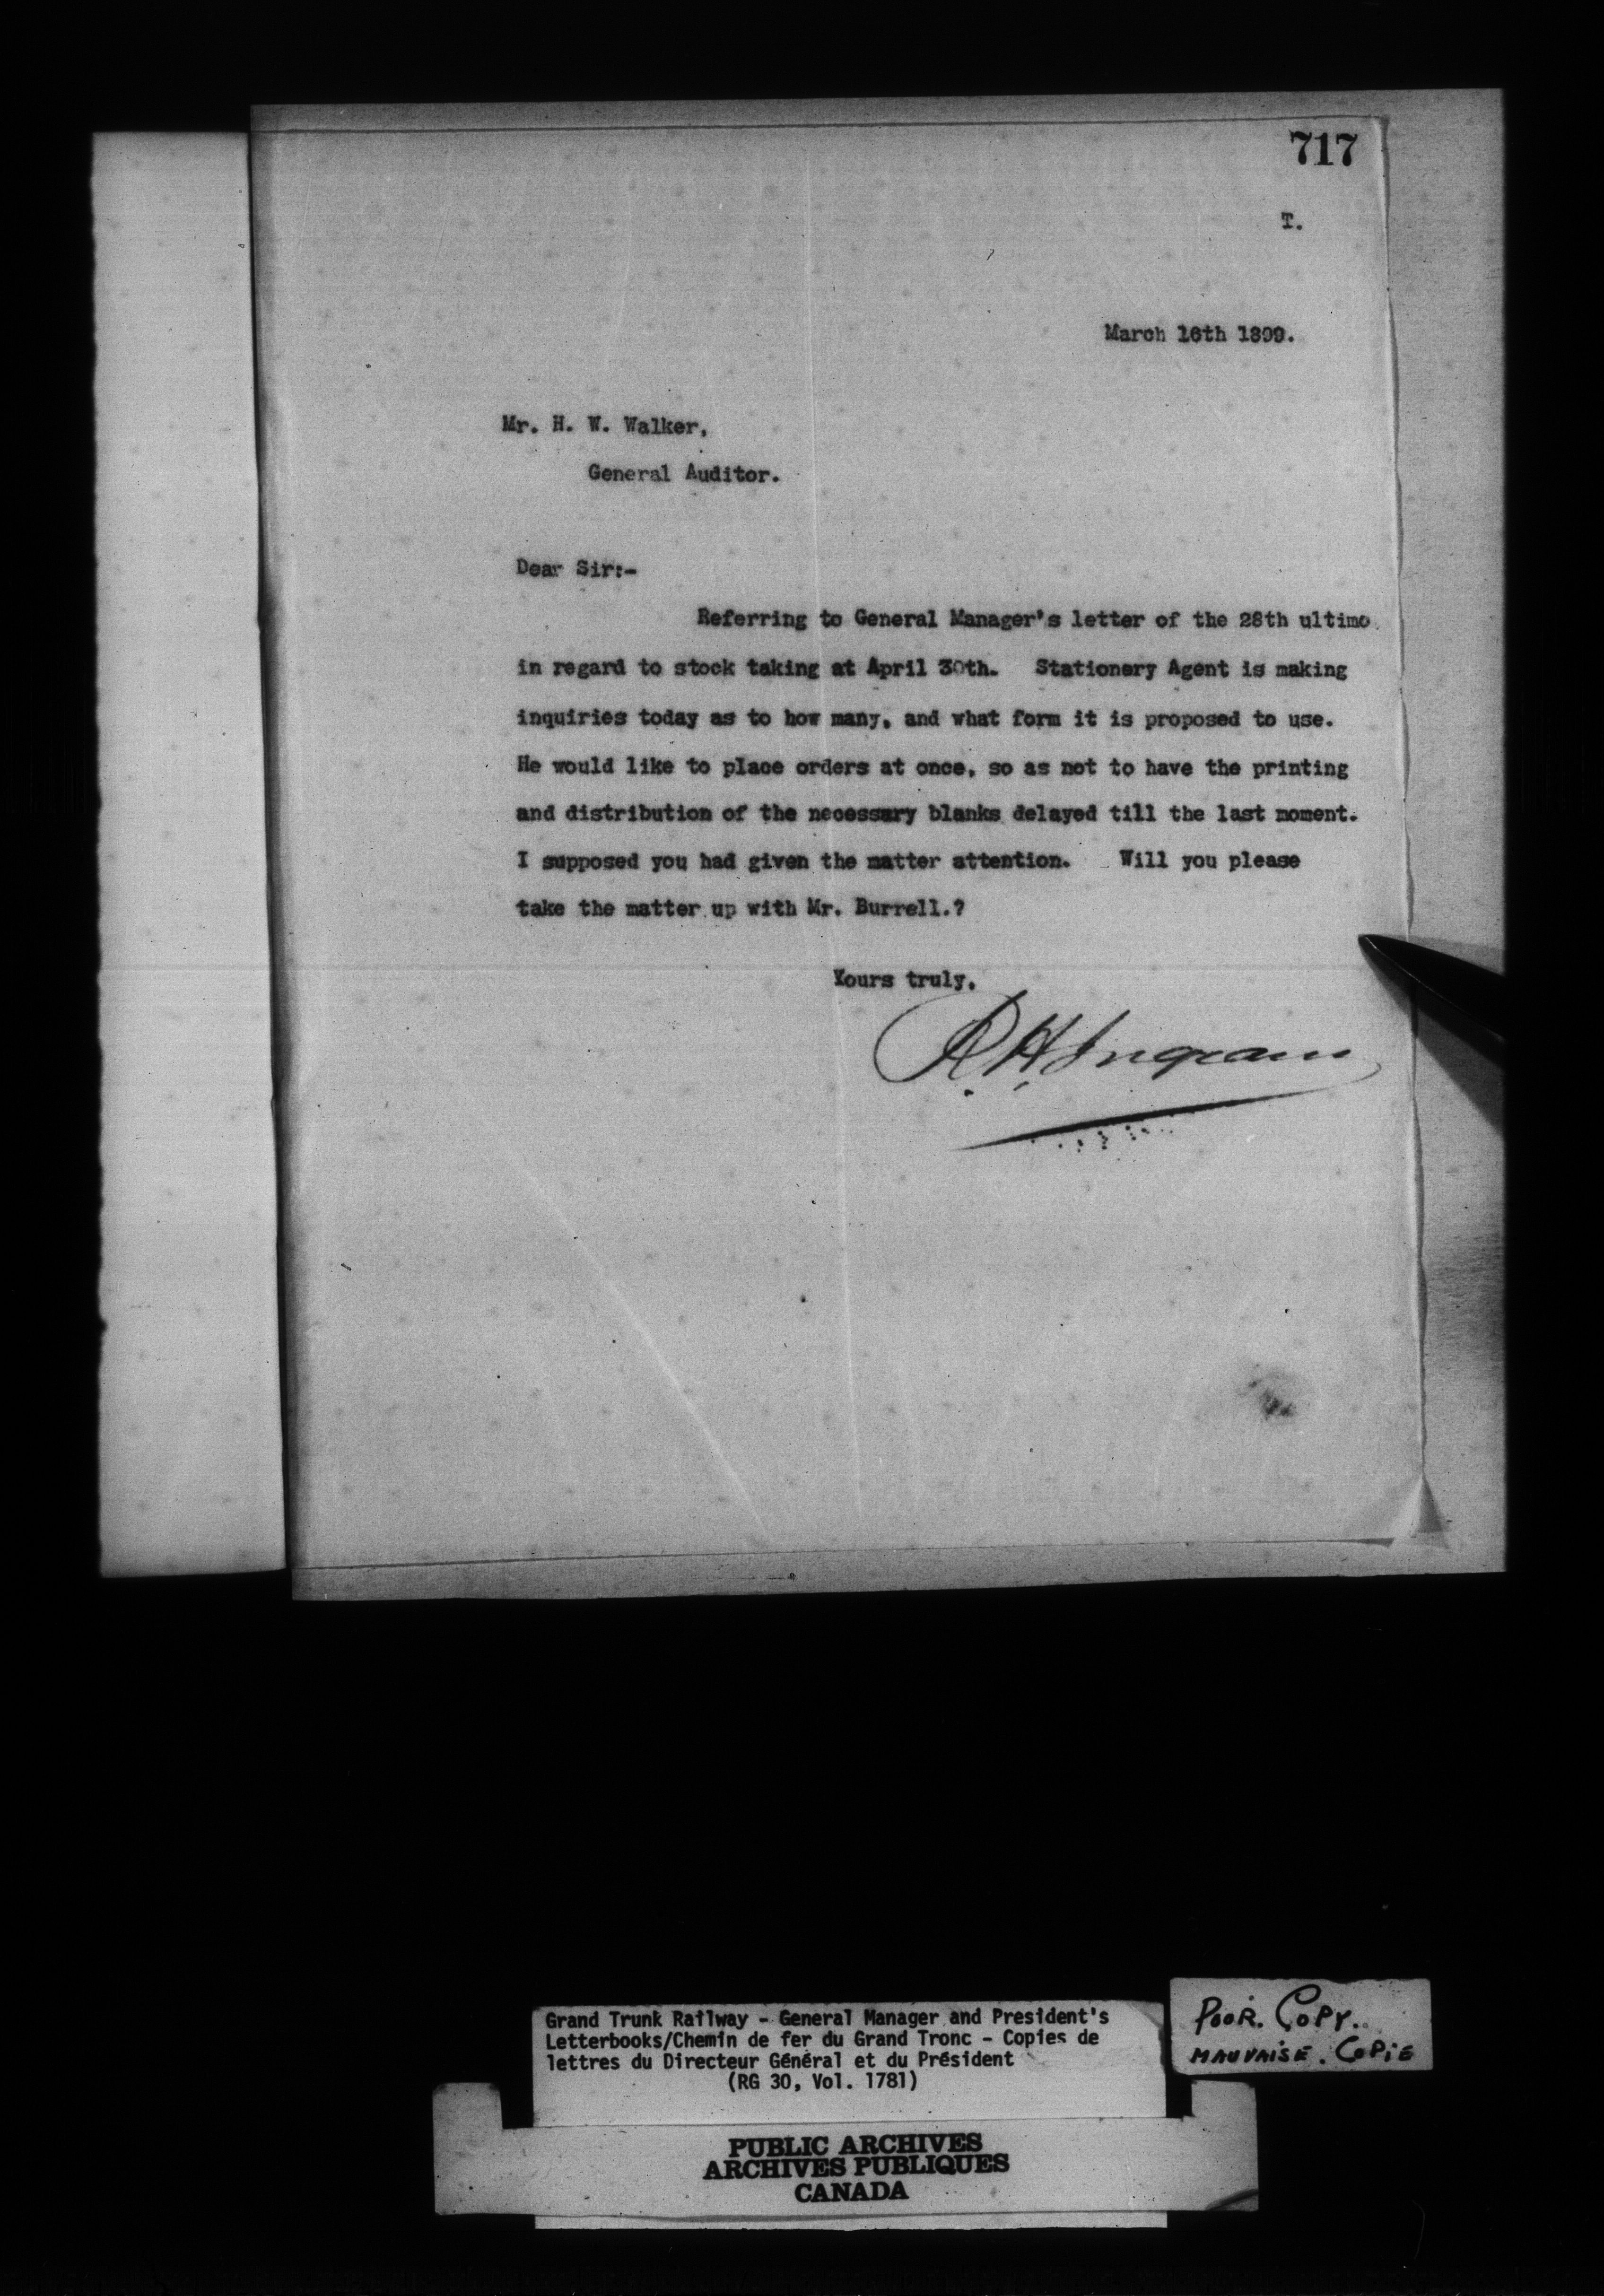 717
T.
March 16th 1899.
Mr. H. W. Walker,
General Auditor.
Dear Sir:-
Referring to General Manager's letter of the 28th ultimo
in regard to stock taking at April 30th. Stationery Agent is making
inquiries today as to how many, and what form it is proposed to use.
He would like to place orders at once, so as not to have the printing
and distribution of the necessary blanks delayed till the last moment.
I supposed you had given the matter attention. Will you please
take the matter up with Mr. Burrell.?
Yours truly,
R. H. Ingram
Grand Trunk Railway - General Manager and President's
Letterbooks/Chemin de fer du Grand Tronc - Copies de
lettres du Directeur Général et du Président
(RG 30, Vol. 1781)
POOR. COPY.
MAUVAISE. COPIE
PUBLIC ARCHIVES
ARCHIVES PUBLIQUES
CANADA